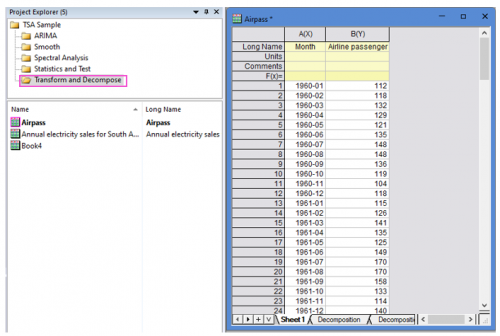 Project Explorer (5)
TSA Sample
ARIMA
Smooth
Spectral Analysis
Statistics and Test
Transform and Decompose
Name Long Name
Airpass Airpass
Annual electricity sales for South A... Annual electricity sales
Book4
Airpass *
A(X) B(Y)
Long Name Month Airline passenger
Units
Comments
F(x)=
1 1960-01 112
2 1960-02 118
3 1960-03 132
4 1960-04 129
5 1960-05 121
6 1960-06 135
7 1960-07 148
8 1960-08 148
9 1960-09 136
10 1960-10 119
11 1960-11 104
12 1960-12 118
13 1961-01 115
14 1961-02 126
15 1961-03 141
16 1961-04 135
17 1961-05 125
18 1961-06 149
19 1961-07 170
20 1961-08 170
21 1961-09 158
22 1961-10 133
23 1961-11 114
24 1961-12 140
Sheet1 Decomposition Decompositi